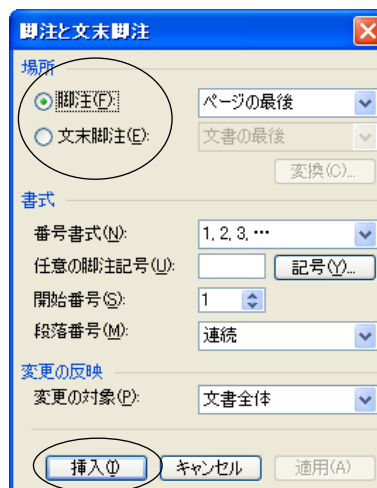 脚注と文末脚注
場所
脚注(F): ページの最後
文末脚注(E): 文書の最後
変換(C)...
書式
番号書式(N): 1, 2, 3, …
任意の脚注記号(U): 記号(Y)...
開始番号(S): 1
段落番号(M): 連続
変更の反映
変更の対象(P): 文書全体
挿入(I) キャンセル 適用(A)